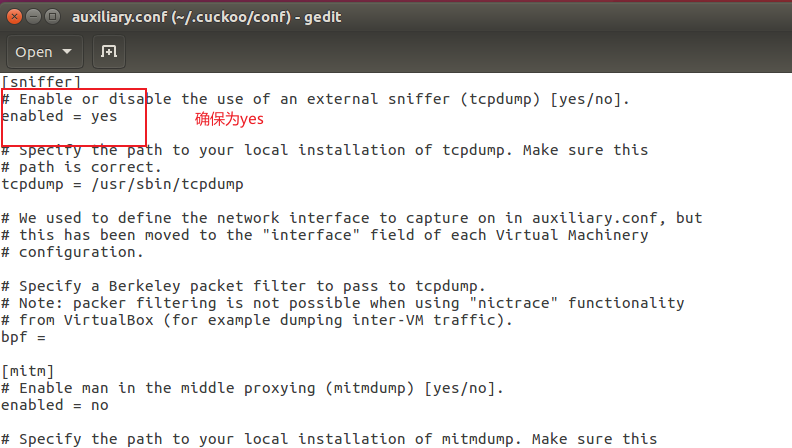 auxiliary.conf (~/.cuckoo/conf) - gedit
Open
[sniffer]
# Enable or disable the use of an external sniffer (tcpdump) [yes/no].
enabled = yes 确保为yes
# Specify the path to your local installation of tcpdump. Make sure this
# path is correct.
tcpdump = /usr/sbin/tcpdump
# We used to define the network interface to capture on in auxiliary.conf, but
# this has been moved to the "interface" field of each Virtual Machinery
# configuration.
# Specify a Berkeley packet filter to pass to tcpdump.
# Note: packer filtering is not possible when using "nictrace" functionality
# from VirtualBox (for example dumping inter-VM traffic).
bpf =
[mitm]
# Enable man in the middle proxying (mitmdump) [yes/no].
enabled = no
# Specify the path to your local installation of mitmdump. Make sure this